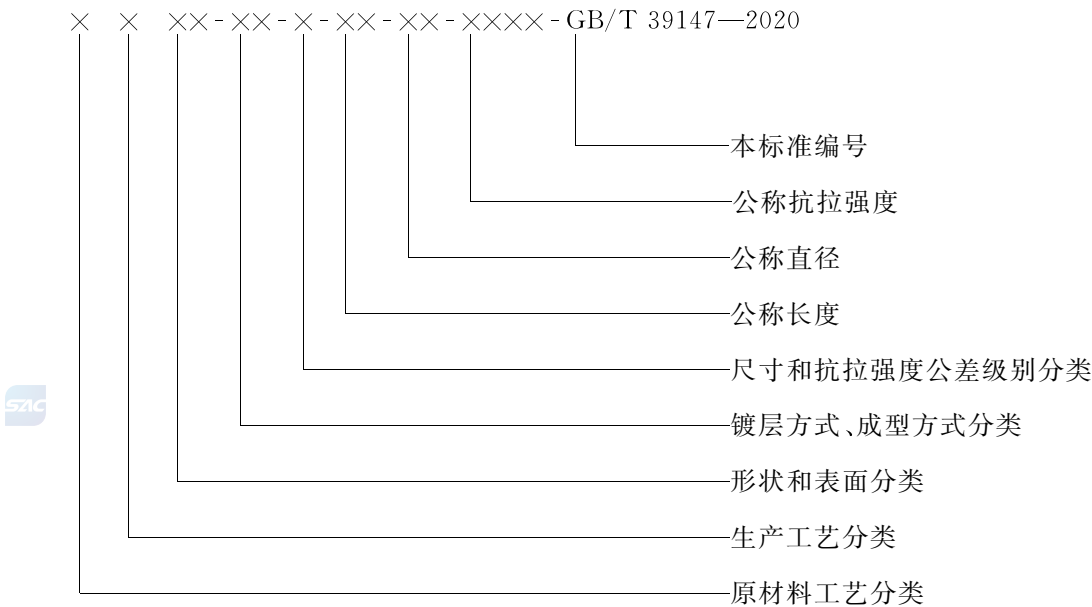 × × ××-××-×-××-××-××××-GB/T 39147—2020
本标准编号
公称抗拉强度
公称直径
公称长度
尺寸和抗拉强度公差级别分类
镀层方式、成型方式分类
SAC
形状和表面分类
生产工艺分类
原材料工艺分类